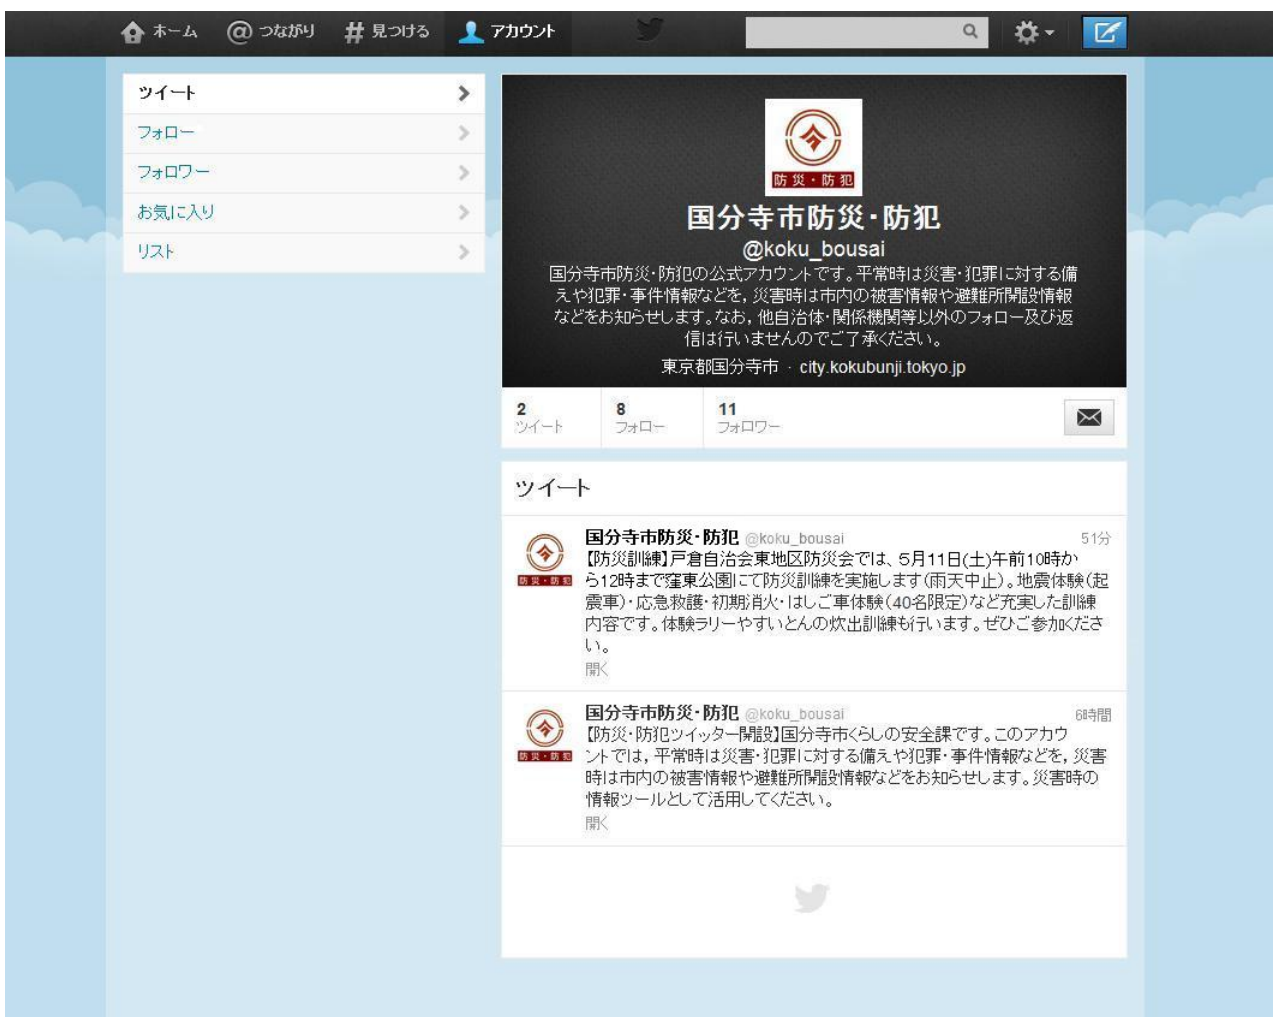 ホーム
@ つながり
# 見つける
アカウント
ツイート
フォロー
フォロワー
お気に入り
リスト
防災・防犯
国分寺市防災・防犯
@koku_bousai
国分寺市防災・防犯の公式アカウントです。平常時は災害・犯罪に対する備
えや犯罪・事件情報などを，災害時は市内の被害情報や避難所開設情報
などをお知らせします。なお，他自治体・関係機関等以外のフォロー及び返
信は行いませんのでご了承ください。
東京都国分寺市 · city.kokubunji.tokyo.jp
2
ツイート
8
フォロー
11
フォロワー
ツイート
防災・防犯
国分寺市防災・防犯 @koku_bousai 51分
【防災訓練】戸倉自治会東地区防災会では、5月11日(土)午前10時か
ら12時まで窪東公園にて防災訓練を実施します(雨天中止)。地震体験(起
震車)・応急救護・初期消火・はしご車体験(40名限定)など充実した訓練
内容です。体験ラリーやすいとんの炊出訓練も行います。ぜひご参加くださ
い。
開く
防災・防犯
国分寺市防災・防犯 @koku_bousai 6時間
【防災・防犯ツイッター開設】国分寺市くらしの安全課です。このアカウ
ントでは，平常時は災害・犯罪に対する備えや犯罪・事件情報などを，災害
時は市内の被害情報や避難所開設情報などをお知らせします。災害時の
情報ツールとして活用してください。
開く